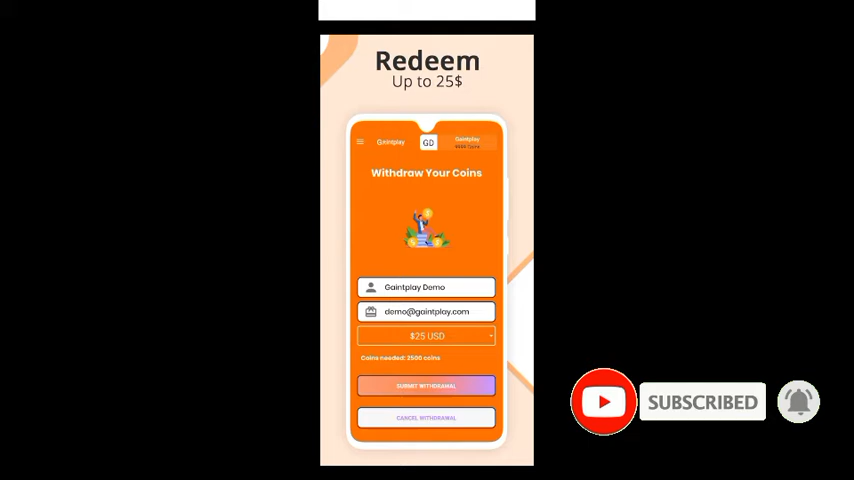 Redeem
Up to 25$
Gaintplay
GD
Gaintplay
Withdraw Your Coins
Gaintplay Demo
demo@gaintplay.com
$25 USD
Coins needed: 2500 coins
SUBMIT WITHDRAWAL
CANCEL WITHDRAWAL
SUBSCRIBED